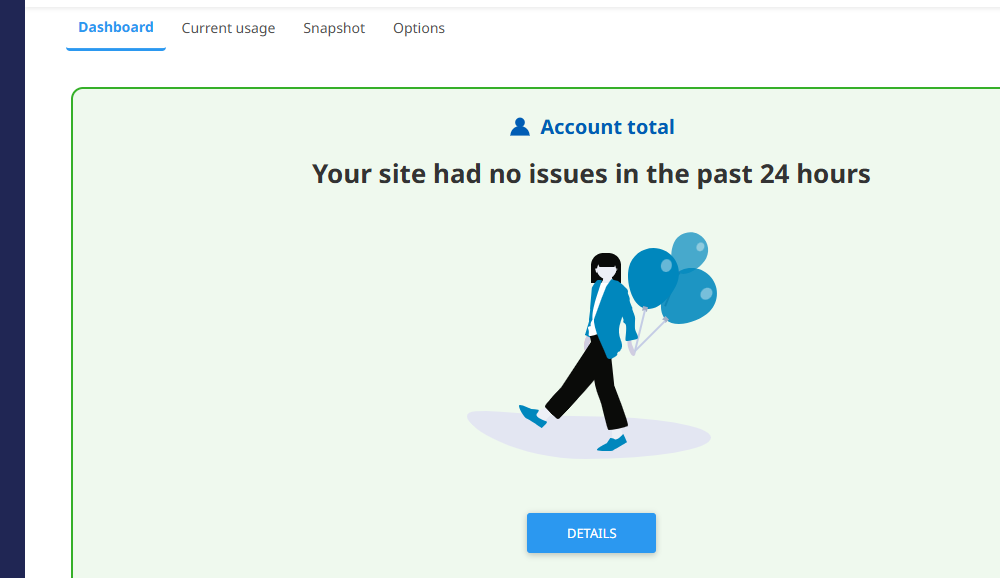 Dashboard Current usage Snapshot Options
Account total
Your site had no issues in the past 24 hours
DETAILS